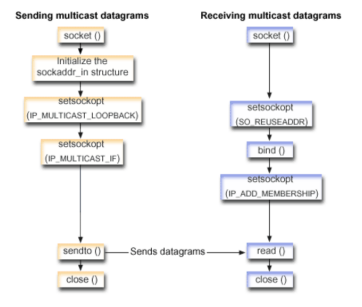 Sending multicast datagrams
socket ()
Initialize the
sockaddr_in structure
setsockopt
(IP_MULTICAST_LOOPBACK)
setsockopt
(IP_MULTICAST_IF)
sendto ()
Sends datagrams
close ()
Receiving multicast datagrams
socket ()
setsockopt
(SO_REUSEADDR)
bind ()
setsockopt
(IP_ADD_MEMBERSHIP)
read ()
close ()